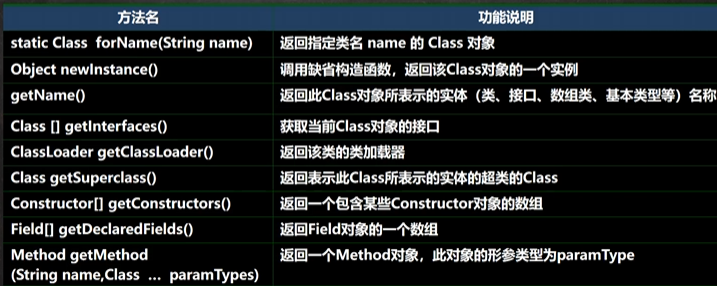 方法名 功能说明
static Class forName(String name) 返回指定类名 name 的 Class 对象
Object newInstance() 调用缺省构造函数，返回该Class对象的一个实例
getName() 返回此Class对象所表示的实体（类、接口、数组类、基本类型等）名称
Class [] getInterfaces() 获取当前Class对象的接口
ClassLoader getClassLoader() 返回该类的类加载器
Class getSuperclass() 返回表示此Class所表示的实体的超类的Class
Constructor[] getConstructors() 返回一个包含某些Constructor对象的数组
Field[] getDeclaredFields() 返回Field对象的一个数组
Method getMethod 返回一个Method对象，此对象的形参类型为paramType
(String name,Class … paramTypes)